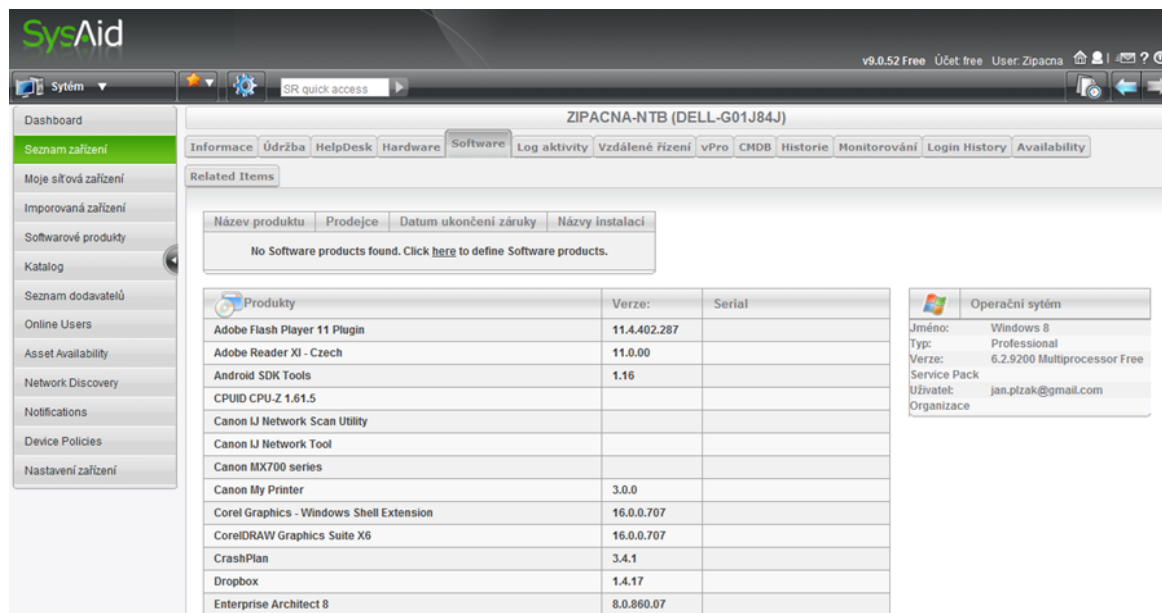 SysAid
v9.0.52 Free Účet free User: Zipacna
Sytém
SR quick access
Dashboard
Seznam zařízení
Moje síťová zařízení
Imporovaná zařízení
Softwarové produkty
Katalog
Seznam dodavatelů
Online Users
Asset Availability
Network Discovery
Notifications
Device Policies
Nastavení zařízení
ZIPACNA-NTB (DELL-G01J84J)
Informace Údržba HelpDesk Hardware Software Log aktivity Vzdálené řízení vPro CMDB Historie Monitorování Login History Availability
Related Items
Název produktu Prodejce Datum ukončení záruky Názvy instalací
No Software products found. Click here to define Software products.
Produkty Verze: Serial
Adobe Flash Player 11 Plugin 11.4.402.287
Adobe Reader XI - Czech 11.0.00
Android SDK Tools 1.16
CPUID CPU-Z 1.61.5
Canon IJ Network Scan Utility
Canon IJ Network Tool
Canon MX700 series
Canon My Printer 3.0.0
Corel Graphics - Windows Shell Extension 16.0.0.707
CorelDRAW Graphics Suite X6 16.0.0.707
CrashPlan 3.4.1
Dropbox 1.4.17
Enterprise Architect 8 8.0.860.07
Operační sytém
Jméno: Windows 8
Typ: Professional
Verze: 6.2.9200 Multiprocessor Free
Service Pack
Uživatel: jan.plzak@gmail.com
Organizace